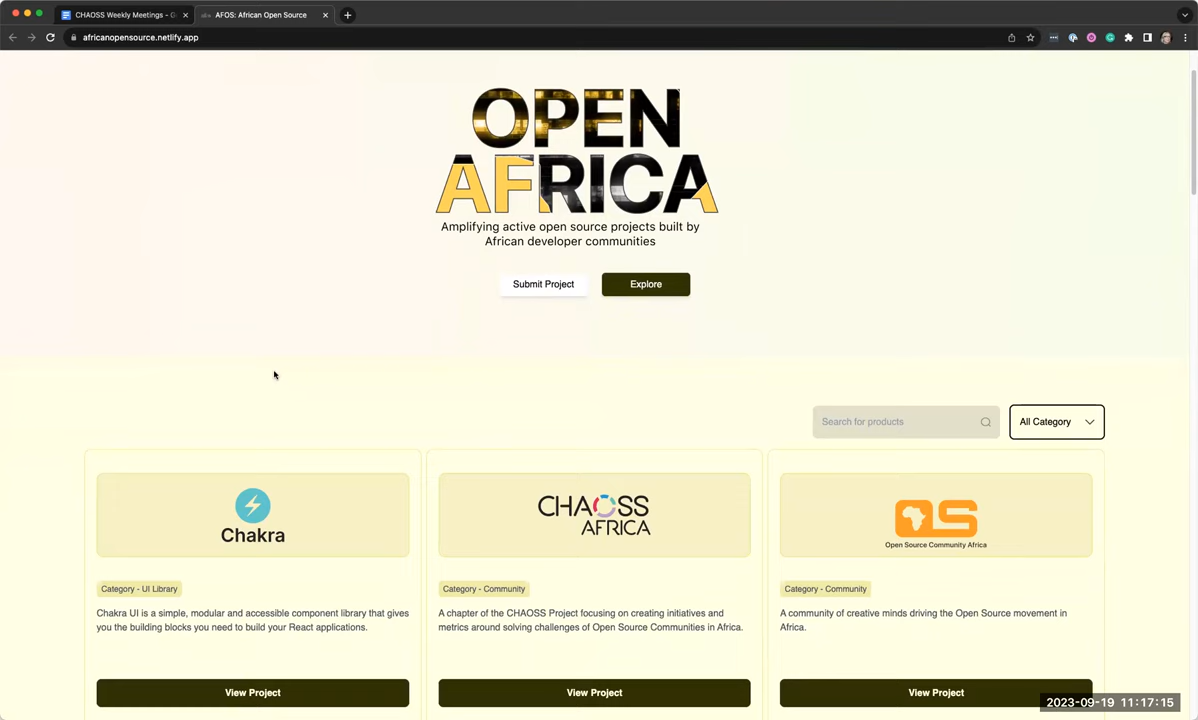 CHAOSS Weekly Meetings - G
AFOS: African Open Source
africanopensource.netlify.app
OPEN
AFRICA
Amplifying active open source projects built by
African developer communities
Submit Project
Explore
Search for products
All Category
Chakra
CHAOSS
AFRICA
OS
Open Source Community Africa
Category - UI Library
Category - Community
Category - Community
Chakra UI is a simple, modular and accessible component library that gives
you the building blocks you need to build your React applications.
A chapter of the CHAOSS Project focusing on creating initiatives and
metrics around solving challenges of Open Source Communities in Africa.
A community of creative minds driving the Open Source movement in
Africa.
View Project
View Project
View Project
2023-09-19 11:17:15